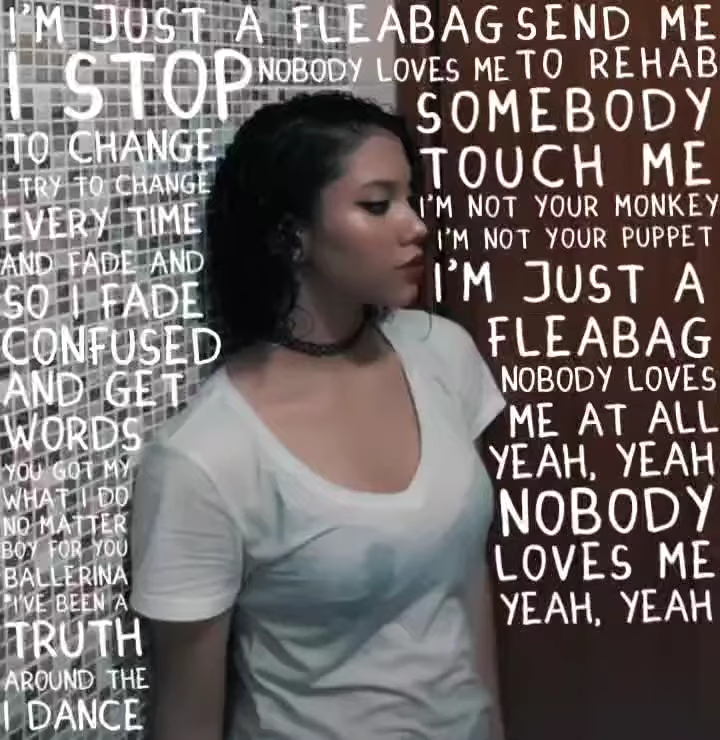 I'M JUST A FLEABAG
I STOP
NOBODY LOVES ME
TO CHANGE
I TRY TO CHANGE
EVERY TIME
AND FADE AND
SO I FADE
CONFUSED
AND GET
WORDS
YOU GOT MY
WHAT I DO
NO MATTER
BOY FOR YOU
BALLERINA
"I'VE BEEN A
TRUTH
AROUND THE
I DANCE
SEND ME
TO REHAB
SOMEBODY
TOUCH ME
I'M NOT YOUR MONKEY
I'M NOT YOUR PUPPET
I'M JUST A
FLEABAG
NOBODY LOVES
ME AT ALL
YEAH, YEAH
NOBODY
LOVES ME
YEAH, YEAH